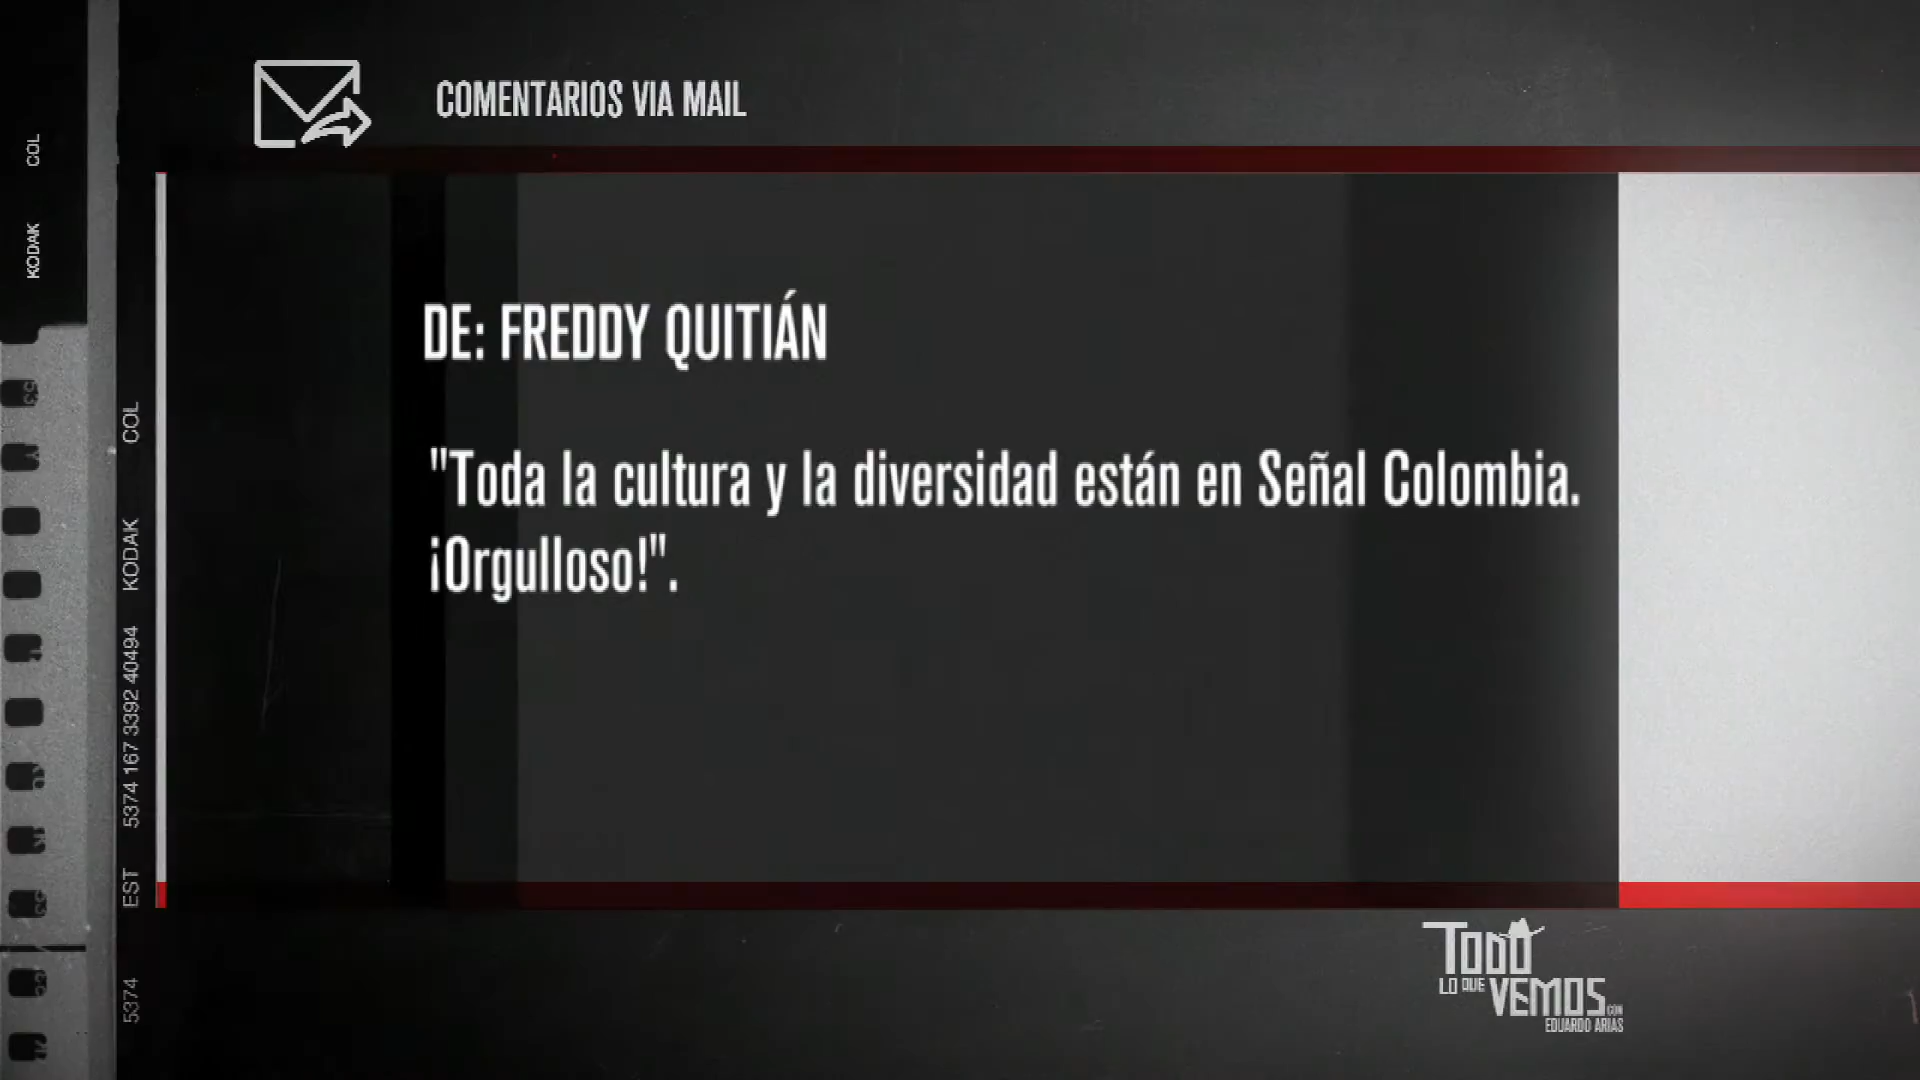 COMENTARIOS VIA MAIL
DE: FREDDY QUITIÁN
"Toda la cultura y la diversidad están en Señal Colombia.
¡Orgulloso!".
COL
KODAK
COL
KODAK
5374 167 3392 40494
EST
5374
TODO
LO QUE VEMOS CON
EDUARDO ARIAS